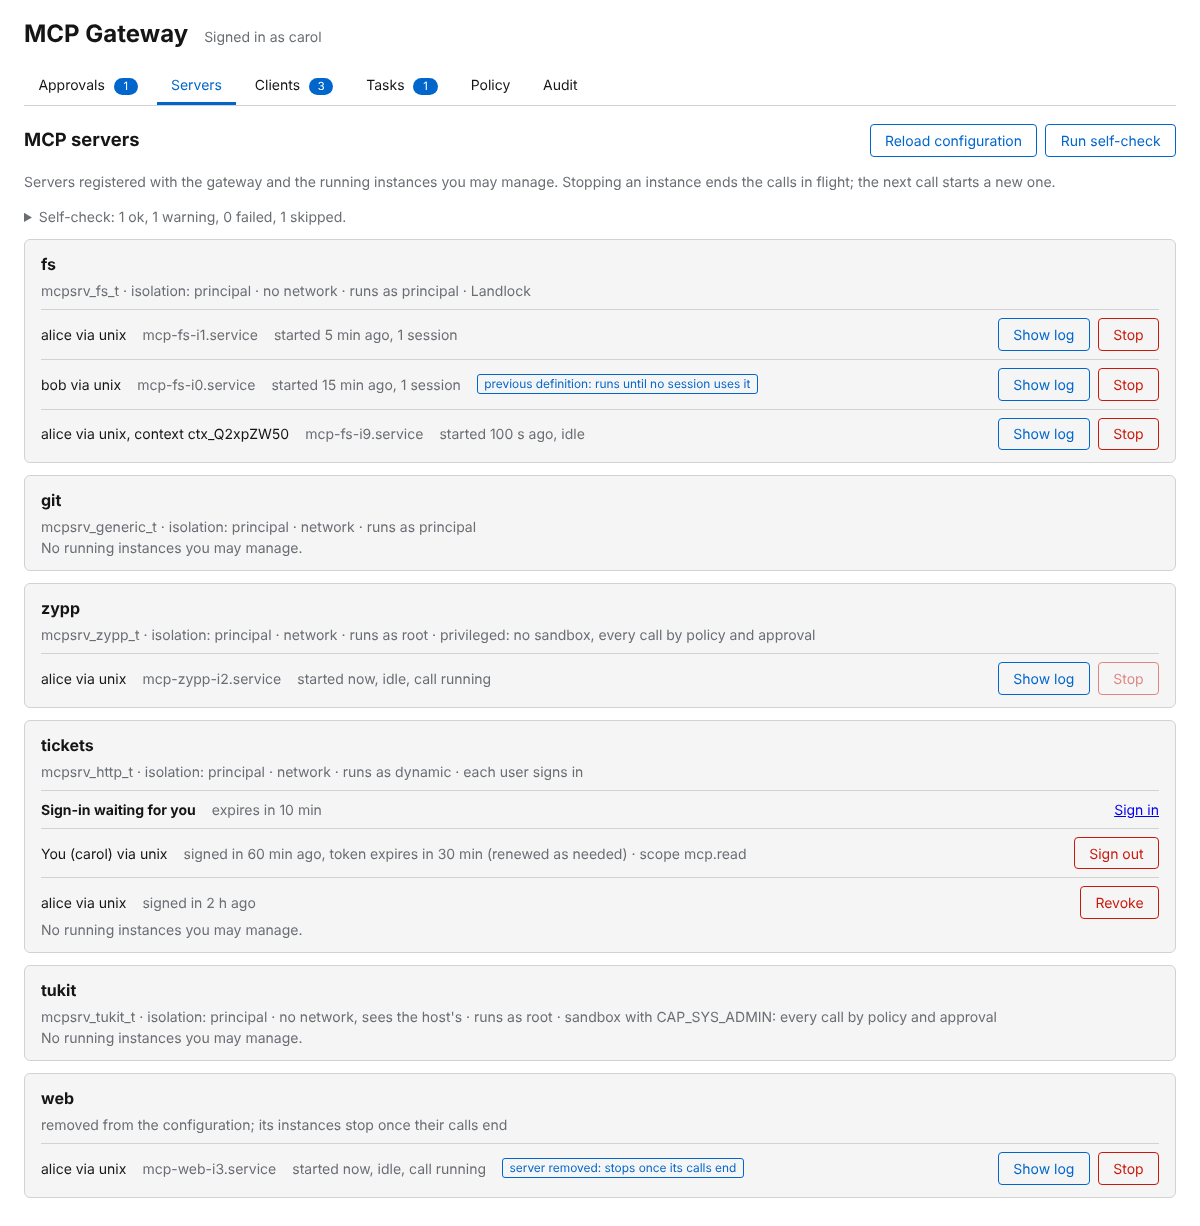 MCP Gateway Signed in as carol
Approvals 1 Servers Clients 3 Tasks 1 Policy Audit
MCP servers Reload configuration Run self-check
Servers registered with the gateway and the running instances you may manage. Stopping an instance ends the calls in flight; the next call starts a new one.
Self-check: 1 ok, 1 warning, 0 failed, 1 skipped.
fs
mcpsrv_fs_t · isolation: principal · no network · runs as principal · Landlock
alice via unix mcp-fs-i1.service started 5 min ago, 1 session Show log Stop
bob via unix mcp-fs-i0.service started 15 min ago, 1 session previous definition: runs until no session uses it Show log Stop
alice via unix, context ctx_Q2xpZW50 mcp-fs-i9.service started 100 s ago, idle Show log Stop
git
mcpsrv_generic_t · isolation: principal · network · runs as principal
No running instances you may manage.
zypp
mcpsrv_zypp_t · isolation: principal · network · runs as root · privileged: no sandbox, every call by policy and approval
alice via unix mcp-zypp-i2.service started now, idle, call running Show log Stop
tickets
mcpsrv_http_t · isolation: principal · network · runs as dynamic · each user signs in
Sign-in waiting for you expires in 10 min Sign in
You (carol) via unix signed in 60 min ago, token expires in 30 min (renewed as needed) · scope mcp.read Sign out
alice via unix signed in 2 h ago Revoke
No running instances you may manage.
tukit
mcpsrv_tukit_t · isolation: principal · no network, sees the host's · runs as root · sandbox with CAP_SYS_ADMIN: every call by policy and approval
No running instances you may manage.
web
removed from the configuration; its instances stop once their calls end
alice via unix mcp-web-i3.service started now, idle, call running server removed: stops once its calls end Show log Stop